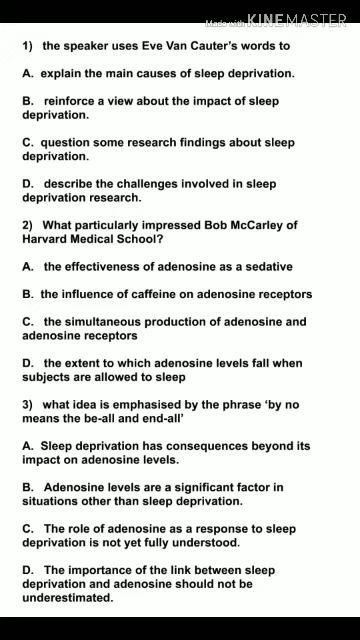 Made with KINEMASTER
1) the speaker uses Eve Van Cauter's words to
A. explain the main causes of sleep deprivation.
B. reinforce a view about the impact of sleep
deprivation.
C. question some research findings about sleep
deprivation.
D. describe the challenges involved in sleep
deprivation research.
2) What particularly impressed Bob McCarley of
Harvard Medical School?
A. the effectiveness of adenosine as a sedative
B. the influence of caffeine on adenosine receptors
C. the simultaneous production of adenosine and
adenosine receptors
D. the extent to which adenosine levels fall when
subjects are allowed to sleep
3) what idea is emphasised by the phrase 'by no
means the be-all and end-all'
A. Sleep deprivation has consequences beyond its
impact on adenosine levels.
B. Adenosine levels are a significant factor in
situations other than sleep deprivation.
C. The role of adenosine as a response to sleep
deprivation is not yet fully understood.
D. The importance of the link between sleep
deprivation and adenosine should not be
underestimated.